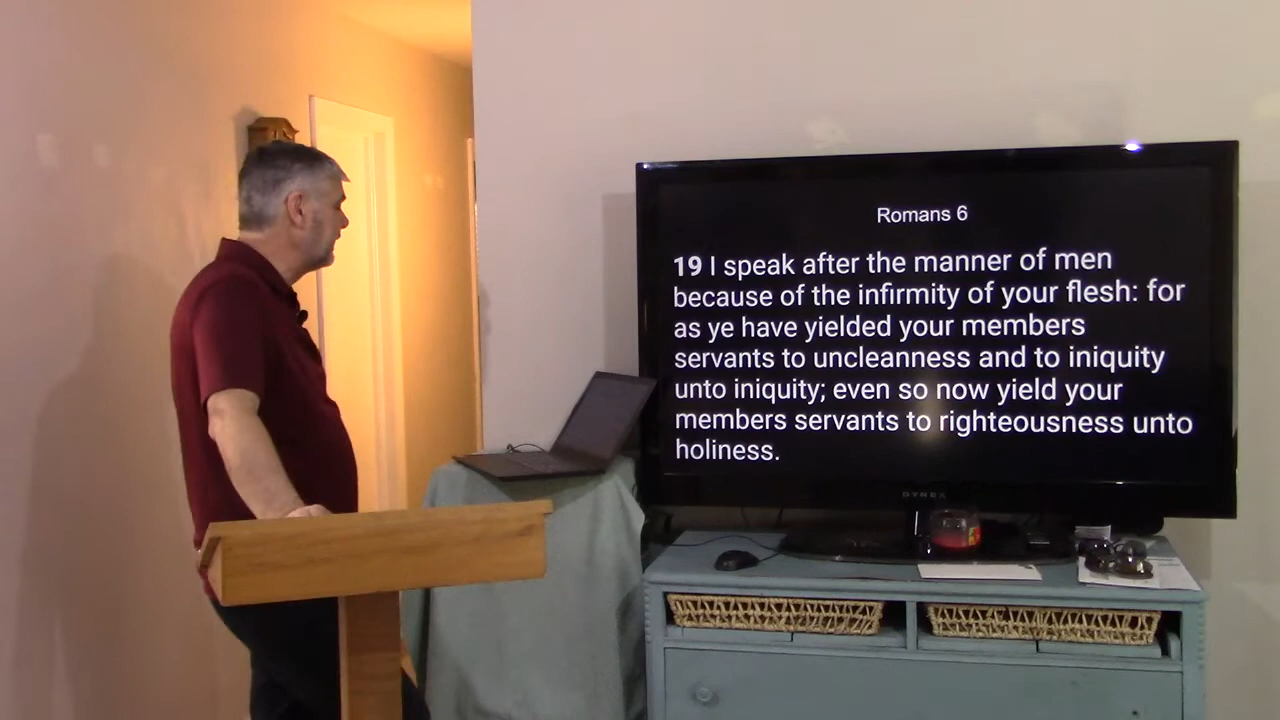 Romans 6
19 I speak after the manner of men
because of the infirmity of your flesh: for
as ye have yielded your members
servants to uncleanness and to iniquity
unto iniquity; even so now yield your
members servants to righteousness unto
holiness.
DYNEX